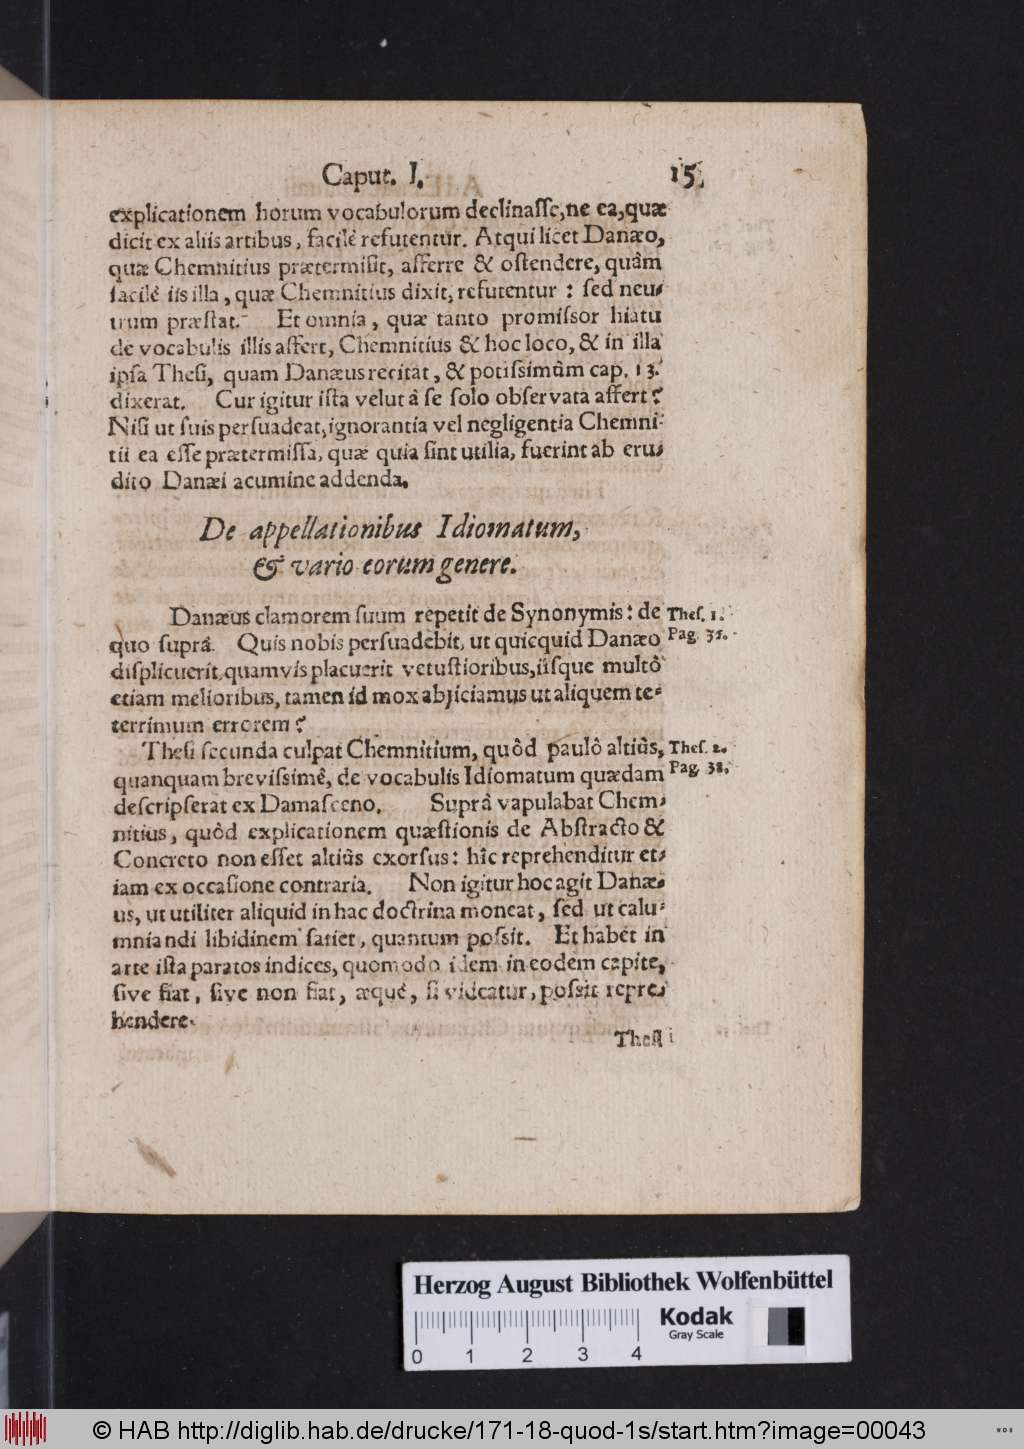 Caput. I. 15.
explicationem horum vocabulorum declinasse, ne ea, quæ
dicit ex aliis artibus, facilè refutentur. Atqui licet Danæo,
quæ Chemnitius prætermisit, afferre & ostendere, quàm
facilè iis illa, quæ Chemnitius dixit, refutentur: sed neu-
trum præstat. Et omnia, quæ tanto promissor hiatu
de vocabulis illis affert, Chemnitius & hoc loco, & in illa
ipsa Thesi, quam Danæus recitat, & potissimùm cap. 13.
dixerat. Cur igitur ista velut à se solo observata affert?
Nisi ut suis persuadeat, ignorantia vel negligentia Chemni-
tii ea esse prætermissa, quæ quia sint utilia, fuerint ab eru-
dito Danæi acumine addenda.
De appellationibus Idiomatum,
& vario eorum genere.
Danæus clamorem suum repetit de Synonymis: de
Thes. 1.
quo suprà. Quis nobis persuadebit, ut quicquid Danæo
Pag. 35.
displicuerit, quamvis placuerit vetustioribus, iisque multò
etiam melioribus, tamen id mox abjiciamus ut aliquem te-
terrimum errorem?
Thesi secunda culpat Chemnitium, quôd paulô altiûs,
Thes. 2.
quanquam brevissimê, de vocabulis Idiomatum quædam
Pag. 38.
descripserat ex Damasceno. Suprà vapulabat Chem-
nitius, quôd explicationem quæstionis de Abstracto &
Concreto non esset altiûs exorsus: hîc reprehenditur et-
iam ex occasione contraria. Non igitur hoc agit Danæ-
us, ut utiliter aliquid in hac doctrina moneat, sed ut calu-
mniandi libidinem satiet, quantum possit. Et habet in
arte ista paratos indices, quomodo idem in eodem capite,
sive fiat, sive non fiat, æquê, si videatur, possit repre-
hendere.
Thesi
Herzog August Bibliothek Wolfenbüttel
Kodak
Gray Scale
0 1 2 3 4
© HAB http://diglib.hab.de/drucke/171-18-quod-1s/start.htm?image=00043